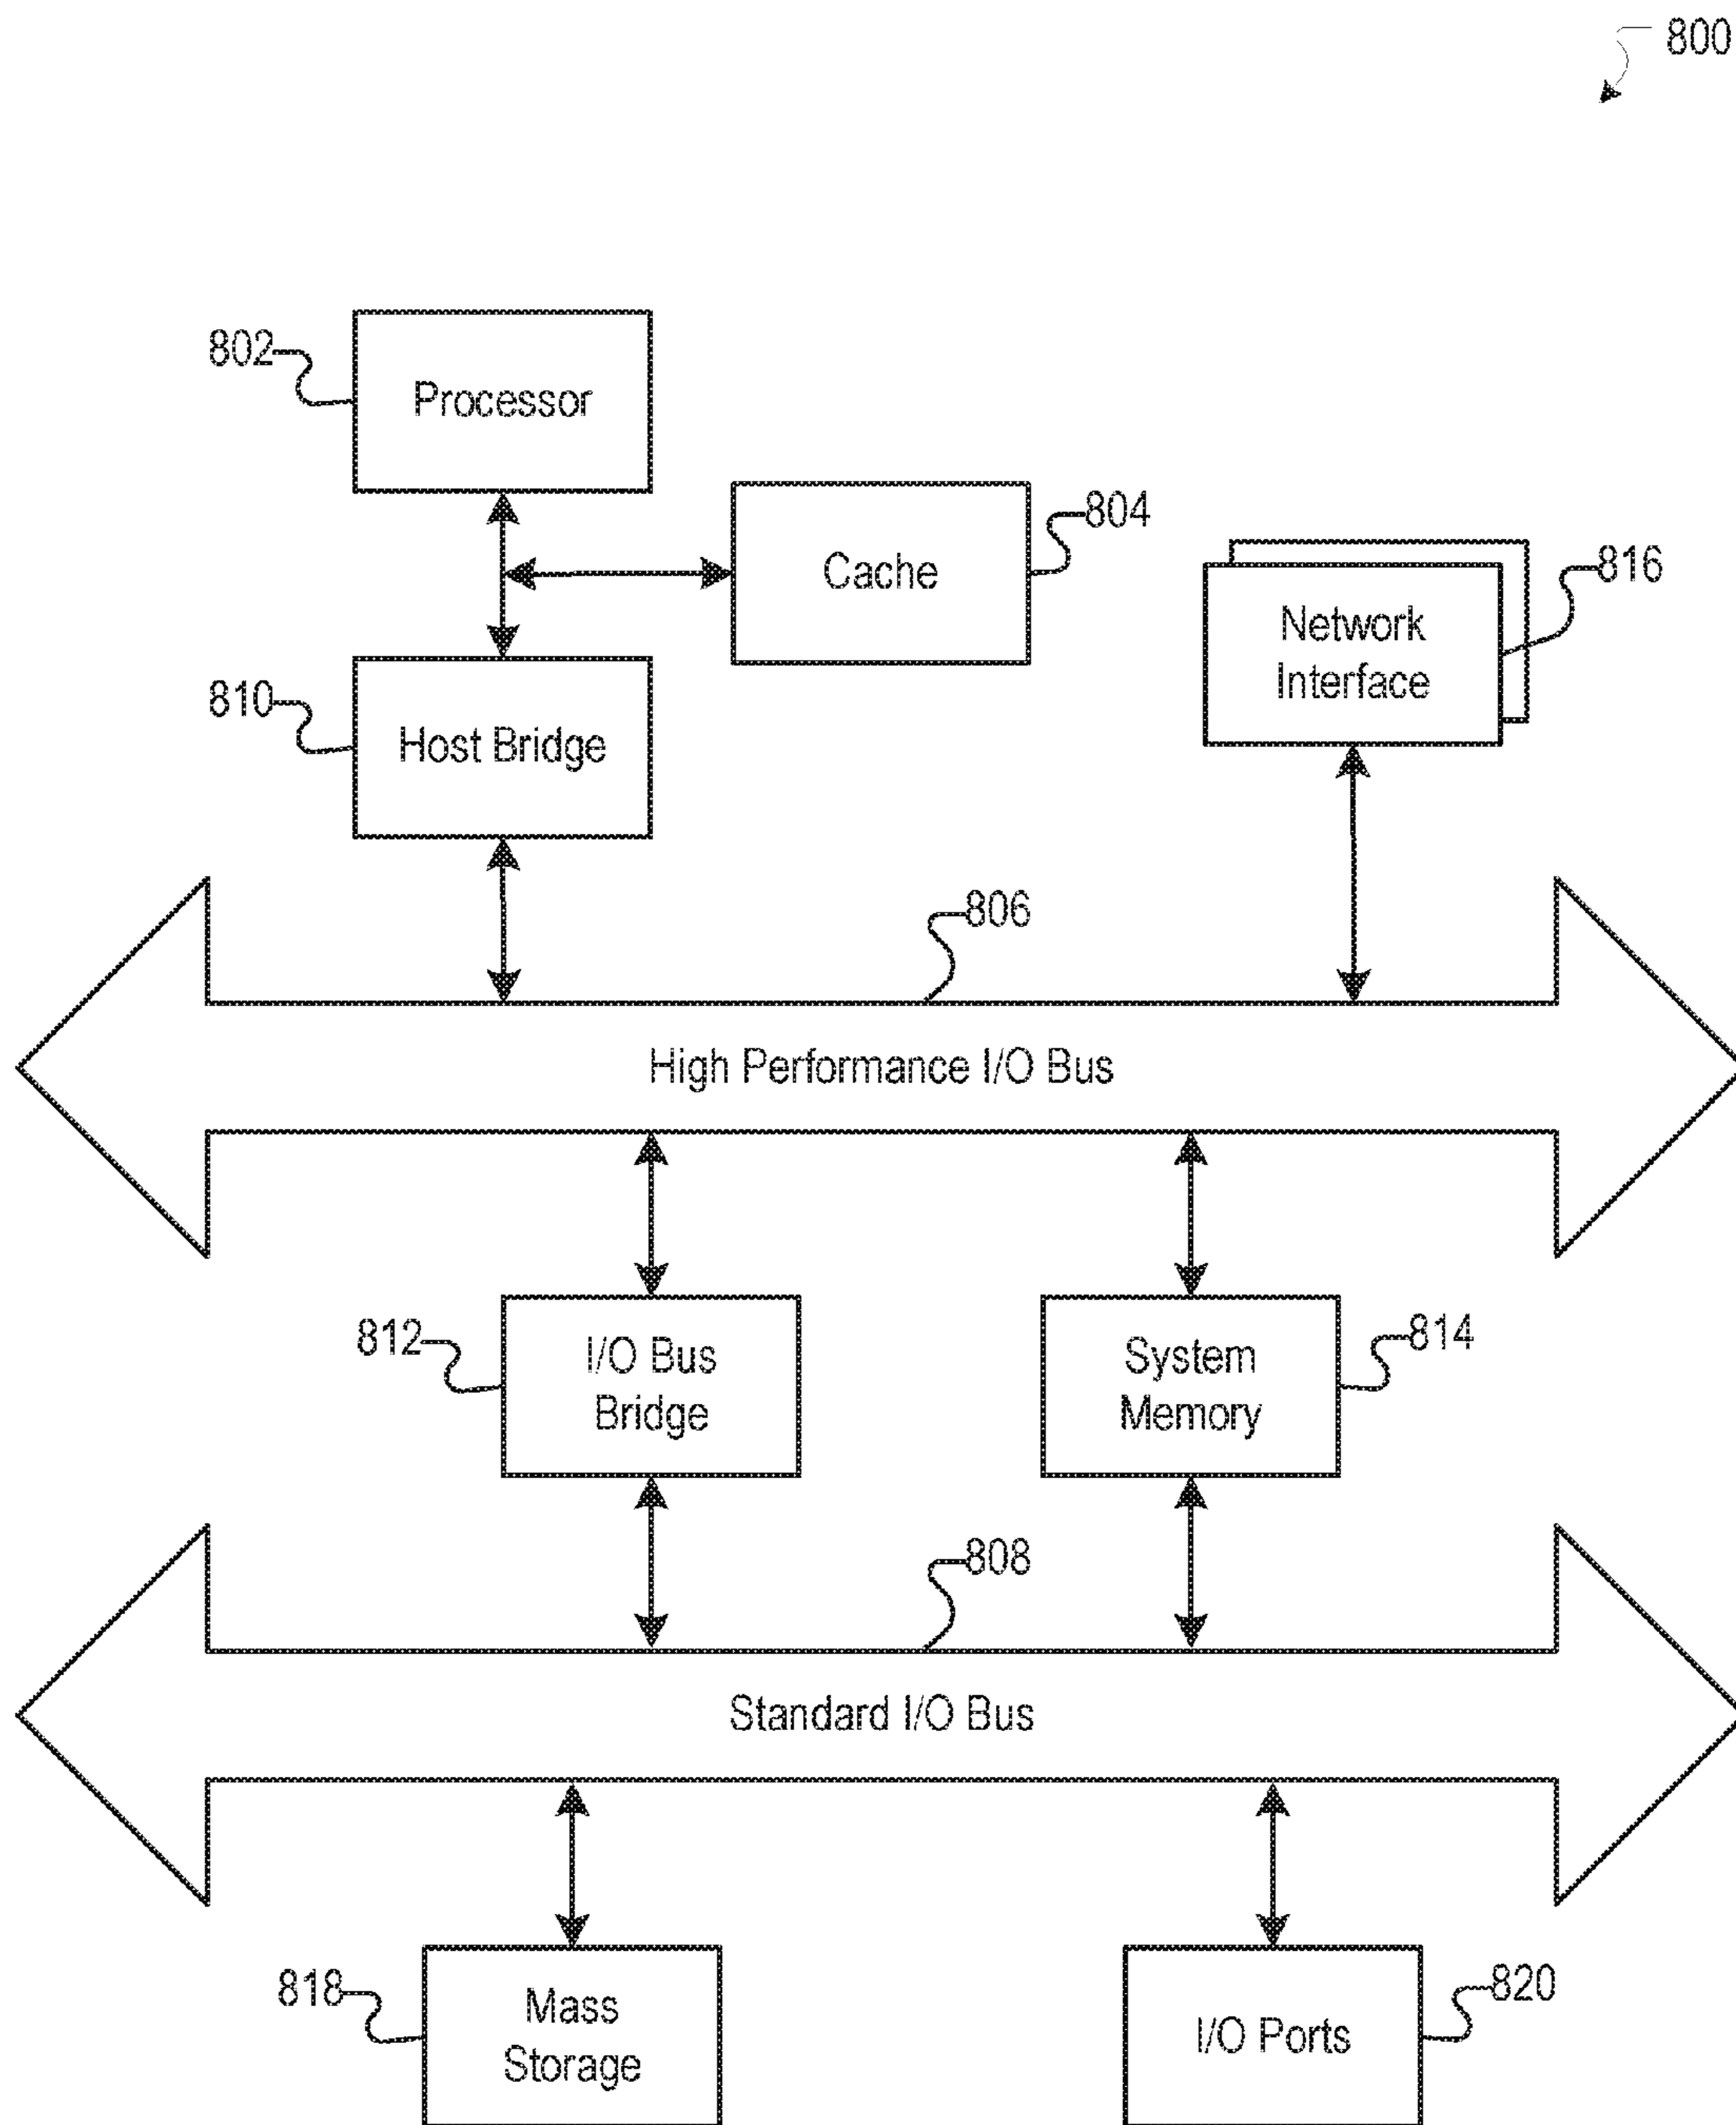 800
802
Processor
804
Cache
816
Network
Interface
810
Host Bridge
806
High Performance I/O Bus
812
I/O Bus
Bridge
System
Memory
814
808
Standard I/O Bus
818
Mass
Storage
I/O Ports
820